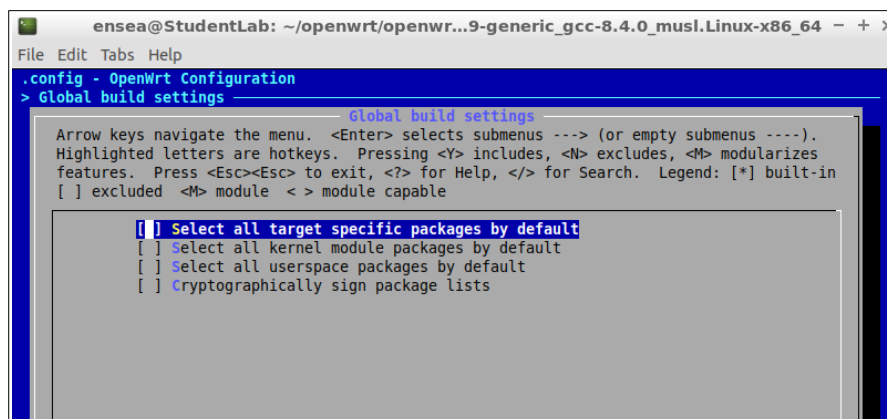 ensea@StudentLab: ~/openwrt/openwr...9-generic_gcc-8.4.0_musl.Linux-x86_64
File Edit Tabs Help
.config - OpenWrt Configuration
> Global build settings
Global build settings
Arrow keys navigate the menu. <Enter> selects submenus ---> (or empty submenus ----).
Highlighted letters are hotkeys. Pressing <Y> includes, <N> excludes, <M> modularizes
features. Press <Esc><Esc> to exit, <?> for Help, </> for Search. Legend: [*] built-in
[ ] excluded <M> module < > module capable
[ ] Select all target specific packages by default
[ ] Select all kernel module packages by default
[ ] Select all userspace packages by default
[ ] Cryptographically sign package lists